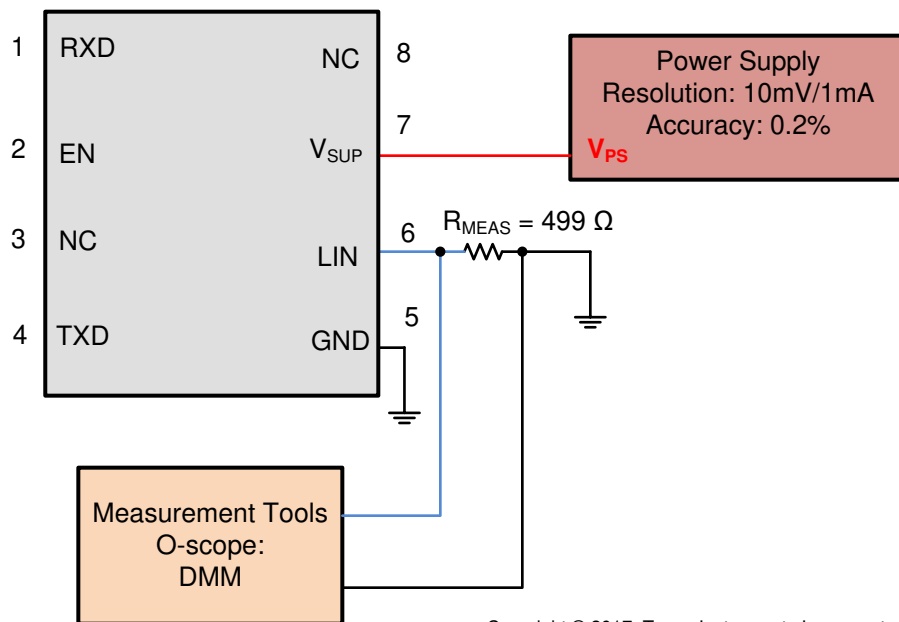 1
RXD
NC
8
Power Supply
Resolution: 10mV/1mA
Accuracy: 0.2%
7
2
EN
VSUP
VPS
3
NC
6
RMEAS = 499 Ω
LIN
4
TXD
5
GND
Measurement Tools
O-scope:
DMM